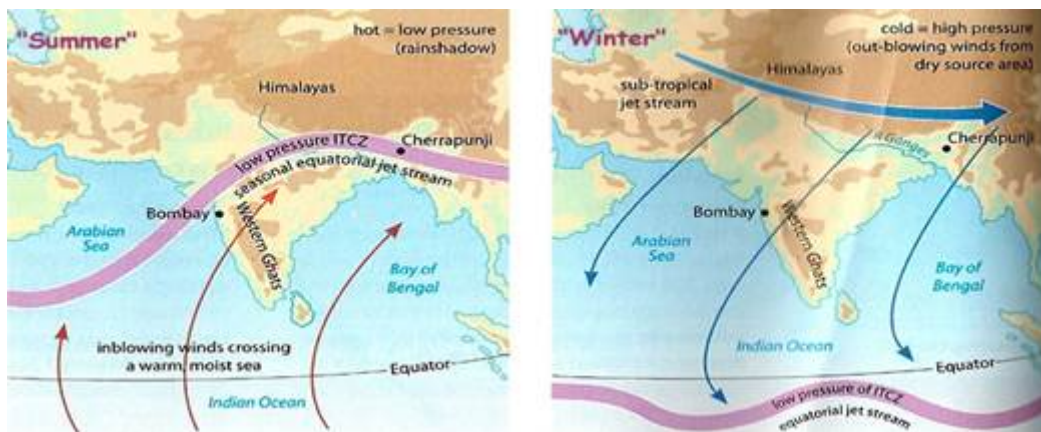 "Summer"
hot = low pressure
(rainshadow)
Himalayas
Cherrapunji
low pressure ITCZ
seasonal equatorial jet stream
Bombay
Western Ghats
Arabian
Sea
Bay of
Bengal
inblowing winds crossing
a warm, moist sea
Equator
Indian Ocean
"Winter"
cold = high pressure
(out-blowing winds from
dry source area)
Himalayas
sub-tropical
jet stream
R Ganges
Cherrapunji
Bombay
Western Ghats
Arabian
Sea
Bay of
Bengal
Indian Ocean
Equator
low pressure of ITCZ
equatorial jet stream